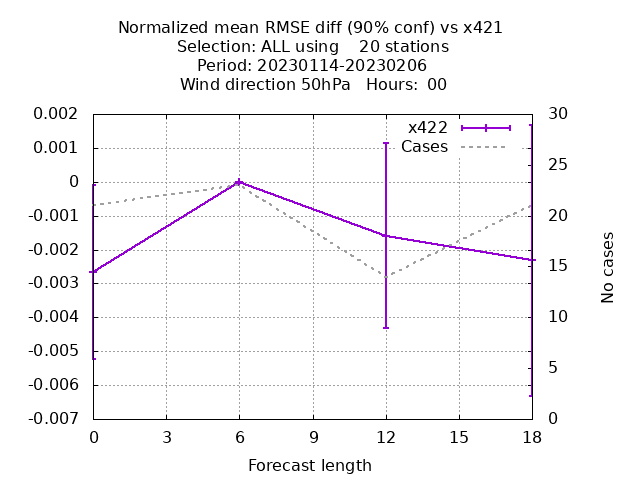 Normalized mean RMSE diff (90% conf) vs x421
Selection: ALL using    20 stations
Period: 20230114-20230206
Wind direction 50hPa   Hours:  00
0.002
0.001
0
-0.001
-0.002
-0.003
-0.004
-0.005
-0.006
-0.007
x422
Cases
30
25
20
15
10
5
0
No cases
0 3 6 9 12 15 18
Forecast length